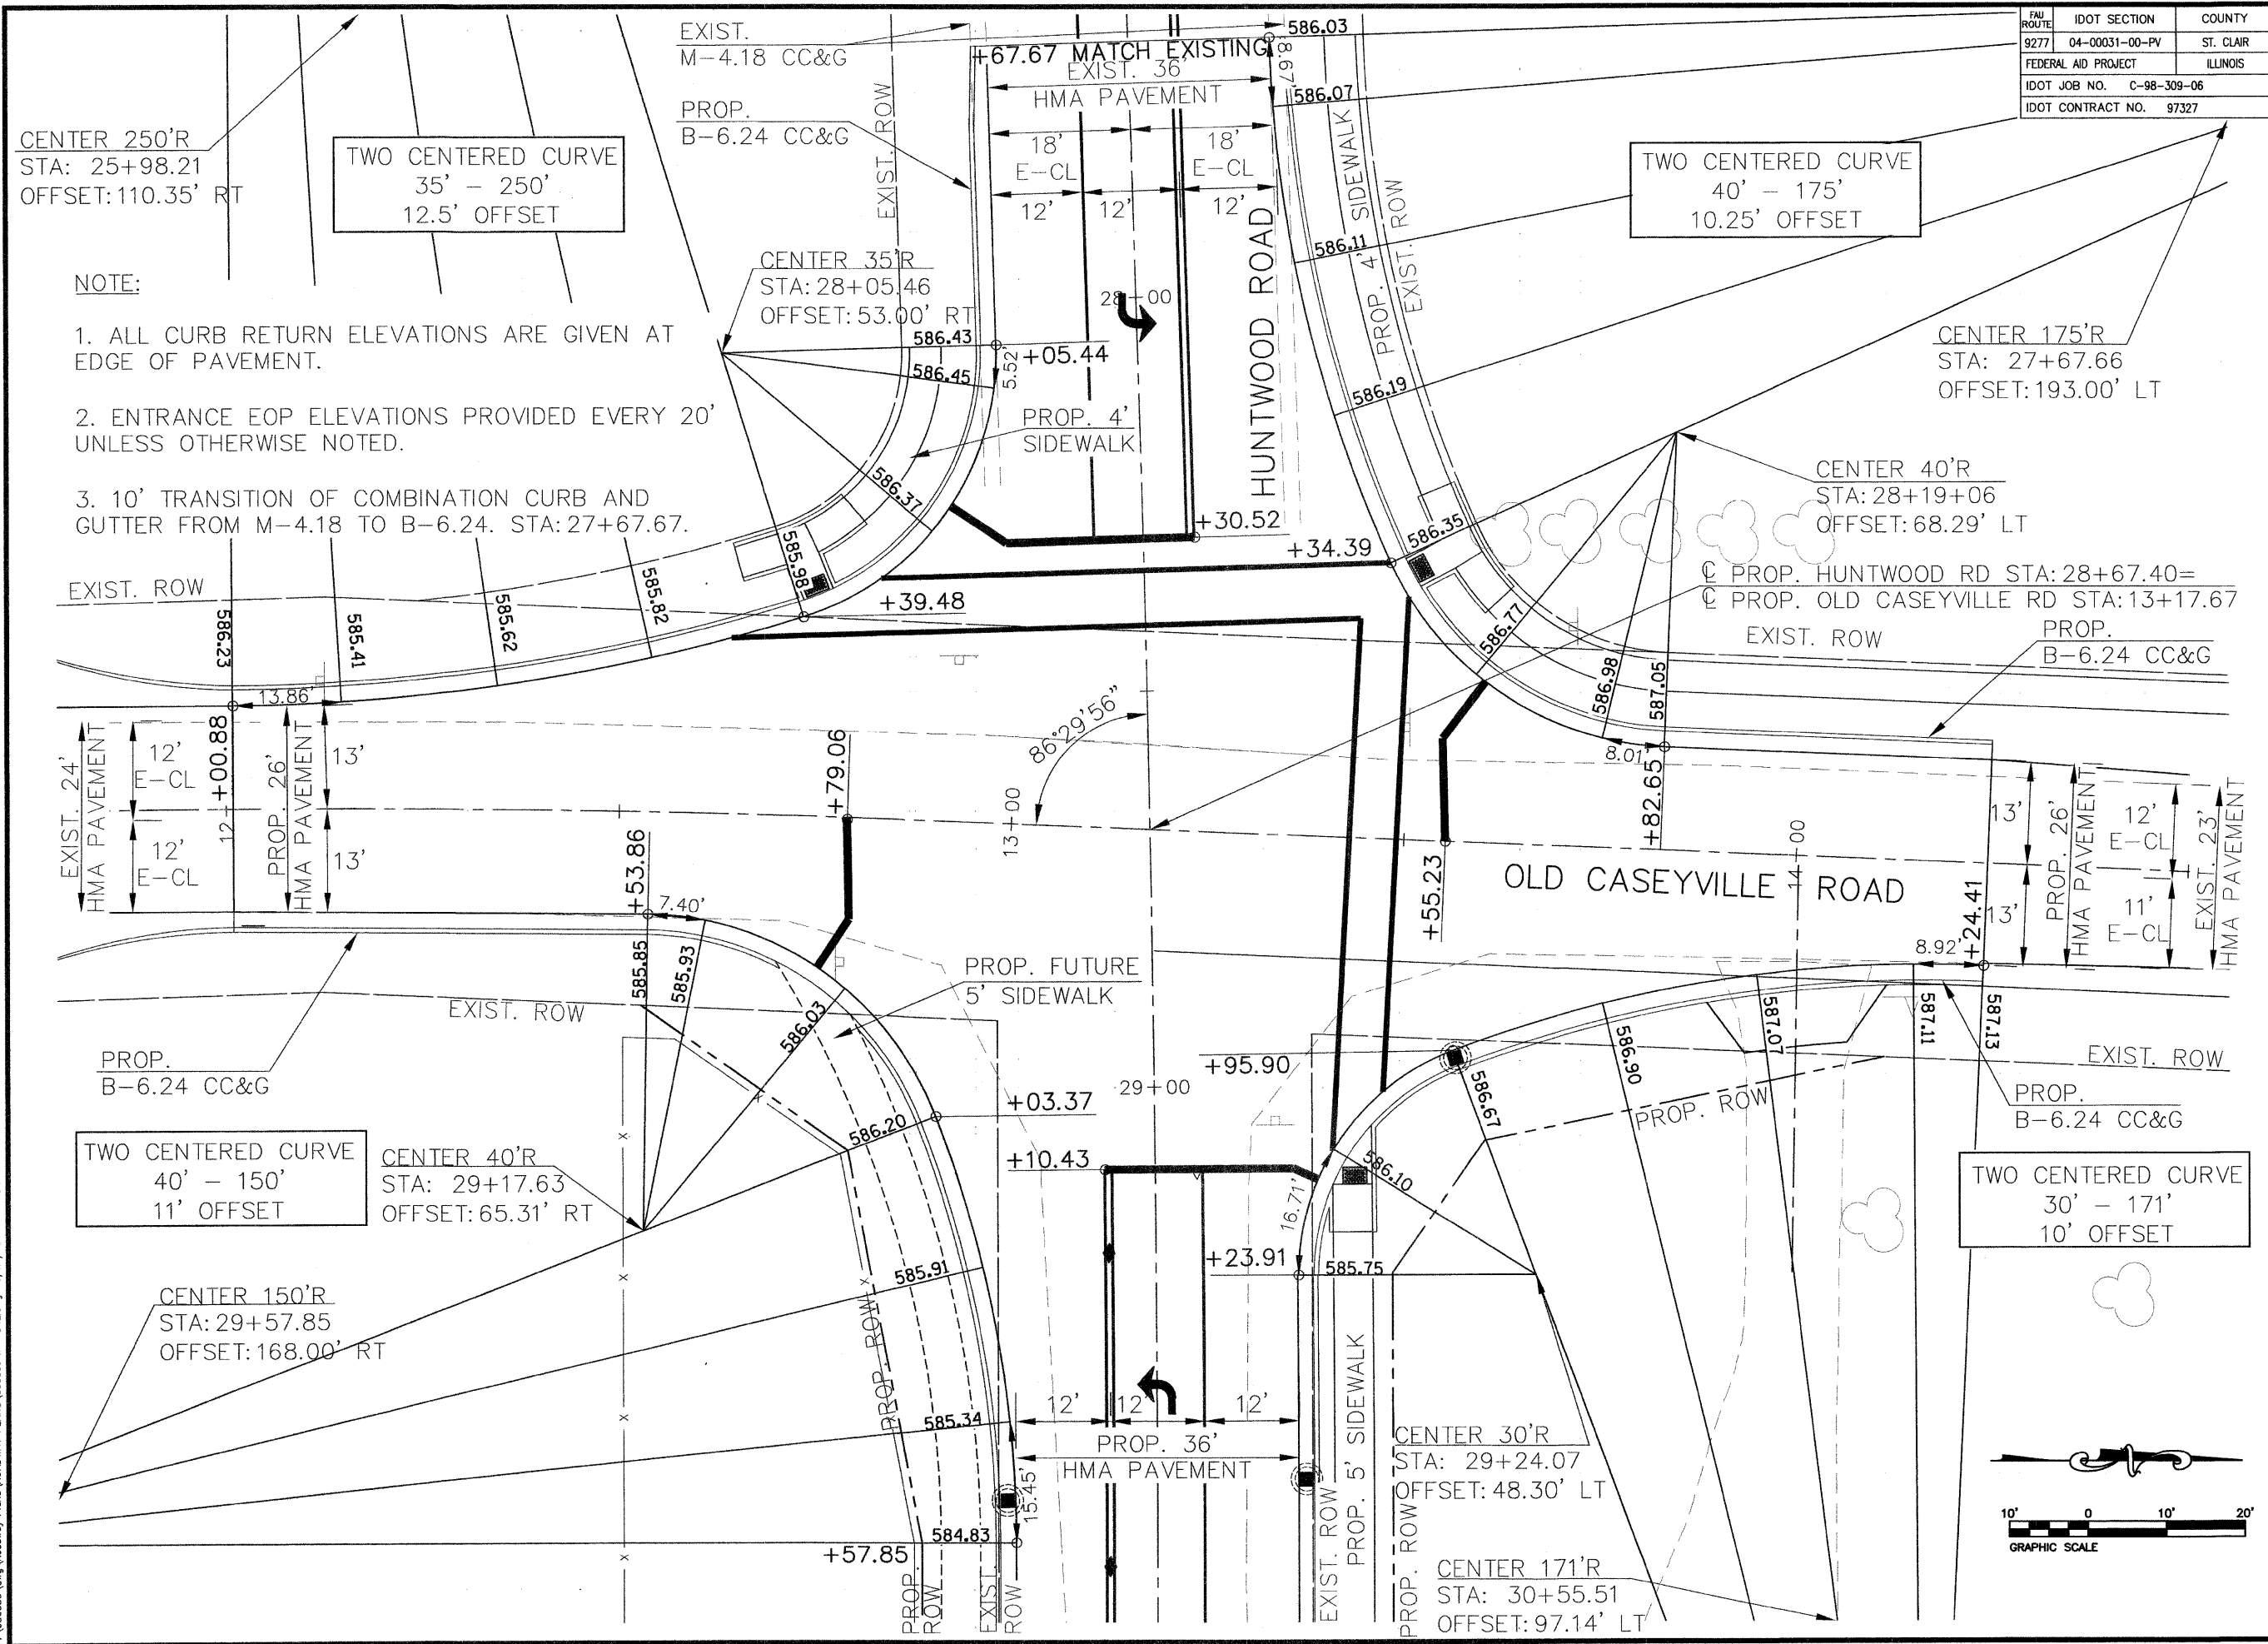 FAU ROUTE
IDOT SECTION
COUNTY
9277
04-00031-00-PV
ST. CLAIR
FEDERAL AID PROJECT
ILLINOIS
IDOT JOB NO. C-98-309-06
IDOT CONTRACT NO. 97327
EXIST.
M-4.18 CC&G
+67.67 MATCH EXISTING
586.03
8.67'
EXIST. 36'
HMA PAVEMENT
586.07
PROP.
B-6.24 CC&G
EXIST. ROW
18'
E-CL
18'
E-CL
12'
12'
12'
CENTER 250'R
STA: 25+98.21
OFFSET: 110.35' RT
TWO CENTERED CURVE
35' - 250'
12.5' OFFSET
TWO CENTERED CURVE
40' - 175'
10.25' OFFSET
CENTER 35'R
STA: 28+05.46
OFFSET: 53.00' RT
28+00
HUNTWOOD ROAD
586.11
PROP. 4' SIDEWALK
EXIST. ROW
NOTE:
1. ALL CURB RETURN ELEVATIONS ARE GIVEN AT
EDGE OF PAVEMENT.
2. ENTRANCE EOP ELEVATIONS PROVIDED EVERY 20'
UNLESS OTHERWISE NOTED.
3. 10' TRANSITION OF COMBINATION CURB AND
GUTTER FROM M-4.18 TO B-6.24. STA: 27+67.67.
586.43
+05.44
5.52'
586.45
PROP. 4'
SIDEWALK
586.37
585.98
+30.52
+34.39
586.19
586.35
CENTER 175'R
STA: 27+67.66
OFFSET: 193.00' LT
CENTER 40'R
STA: 28+19+06
OFFSET: 68.29' LT
℄ PROP. HUNTWOOD RD STA: 28+67.40=
℄ PROP. OLD CASEYVILLE RD STA: 13+17.67
EXIST. ROW
586.23
585.41
585.62
585.82
+39.48
586.77
586.98
587.05
EXIST. ROW
PROP.
B-6.24 CC&G
13.86'
8.01'
86°29'56"
EXIST. 24'
HMA PAVEMENT
12'
E-CL
12'
E-CL
12
+00.88
PROP. 26'
HMA PAVEMENT
13'
13'
+79.06
13+00
+53.86
7.40'
+55.23
+82.65
14+00
OLD CASEYVILLE ROAD
13'
13'
PROP. 26'
HMA PAVEMENT
12'
E-CL
11'
E-CL
EXIST. 23'
HMA PAVEMENT
+24.41
8.92'
585.85
585.93
586.03
EXIST. ROW
PROP. FUTURE
5' SIDEWALK
PROP.
B-6.24 CC&G
+95.90
29+00
586.67
586.90
587.07
587.11
587.13
EXIST. ROW
PROP. ROW
PROP.
B-6.24 CC&G
+03.37
+10.43
586.20
TWO CENTERED CURVE
40' - 150'
11' OFFSET
CENTER 40'R
STA: 29+17.63
OFFSET: 65.31' RT
586.10
16.71'
+23.91
585.75
TWO CENTERED CURVE
30' - 171'
10' OFFSET
585.91
CENTER 150'R
STA: 29+57.85
OFFSET: 168.00' RT
PROP. ROW
585.34
12'
12'
12'
PROP. 36'
HMA PAVEMENT
15.45'
584.83
+57.85
PROP.
ROW
EXIST.
ROW
EXIST. ROW
PROP. 5' SIDEWALK
PROP. ROW
CENTER 30'R
STA: 29+24.07
OFFSET: 48.30' LT
CENTER 171'R
STA: 30+55.51
OFFSET: 97.14' LT
10'
0
10'
20'
GRAPHIC SCALE